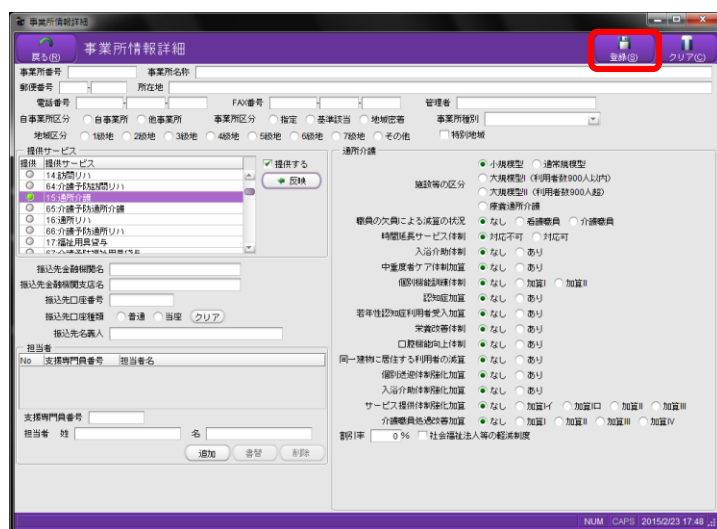 事業所情報詳細
戻る(R) 事業所情報詳細 登録(S) クリア(C)
事業所番号 事業所名称
郵便番号 - 所在地
電話番号 - - FAX番号 - - 管理者
自事業所区分 自事業所 他事業所 事業所区分 指定 基準該当 地域密着 事業所種別
地域区分 1級地 2級地 3級地 4級地 5級地 6級地 7級地 その他 特別地域
提供サービス
提供 提供サービス
14:訪問リハ
64:介護予防訪問リハ
15:通所介護
65:介護予防通所介護
16:通所リハ
66:介護予防通所リハ
17:福祉用具貸与
67:介護予防福祉用具貸与
提供する
反映
振込先金融機関名
振込先金融機関支店名
振込先口座番号
振込先口座種類 普通 当座 クリア
振込先名義人
担当者
No 支援専門員番号 担当者名
支援専門員番号
担当者 姓 名
追加 書替 削除
通所介護
施設等の区分 小規模型 通常規模型
大規模型I (利用者数900人以内)
大規模型II (利用者数900人超)
療養通所介護
職員の欠員による減算の状況 なし 看護職員 介護職員
時間延長サービス体制 対応不可 対応可
入浴介助体制 なし あり
中重度者ケア体制加算 なし あり
個別機能訓練体制 なし 加算I 加算II
認知症加算 なし あり
若年性認知症利用者受入加算 なし あり
栄養改善体制 なし あり
口腔機能向上体制 なし あり
同一建物に居住する利用者の減算 なし あり
個別送迎体制強化加算 なし あり
入浴介助体制強化加算 なし あり
サービス提供体制強化加算 なし 加算Iイ 加算Iロ 加算II 加算III
介護職員処遇改善加算 なし 加算I 加算II 加算III 加算IV
割引率 0 % 社会福祉法人等の軽減制度
NUM CAPS 2015/2/23 17:48